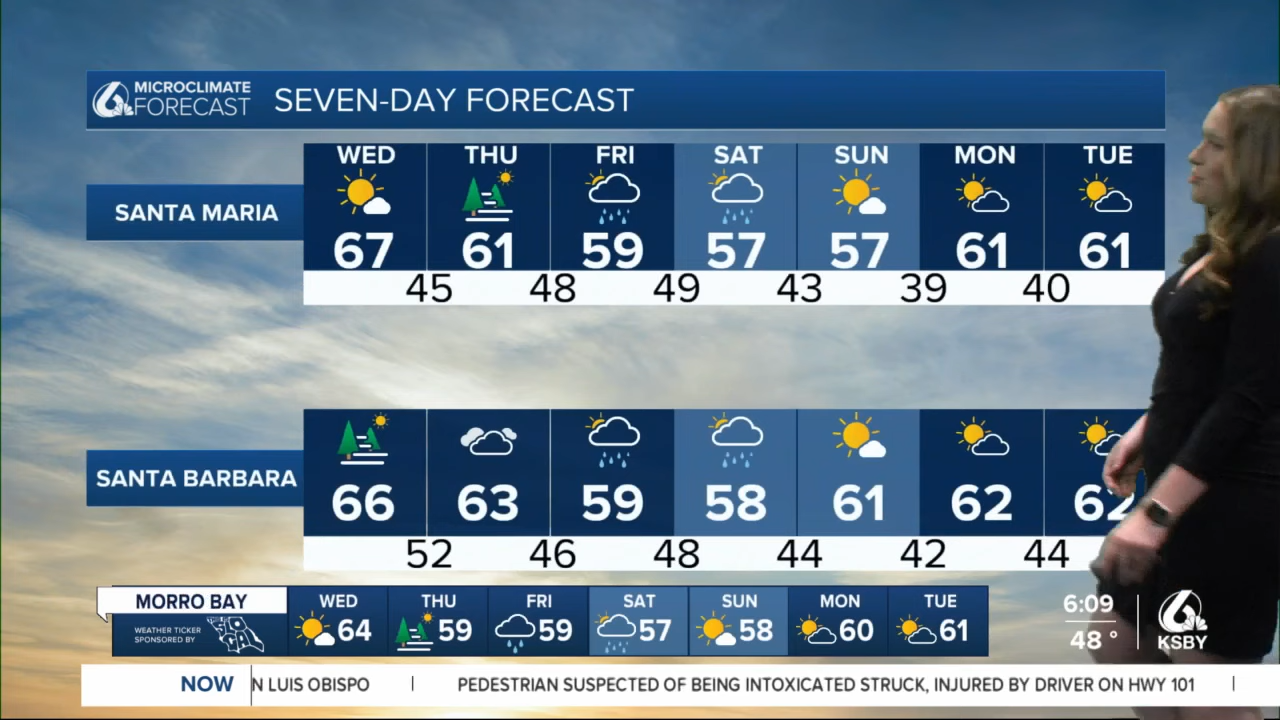 6 MICROCLIMATE
FORECAST
SEVEN-DAY FORECAST
WED THU FRI SAT SUN MON TUE
SANTA MARIA
67 61 59 57 57 61 61
45 48 49 43 39 40
SANTA BARBARA
66 63 59 58 61 62 62
52 46 48 44 42 44
MORRO BAY
WEATHER TICKER
SPONSORED BY
WED THU FRI SAT SUN MON TUE
64 59 59 57 58 60 61
6:09
48 °
6
KSBY
NOW
N LUIS OBISPO | PEDESTRIAN SUSPECTED OF BEING INTOXICATED STRUCK, INJURED BY DRIVER ON HWY 101 |